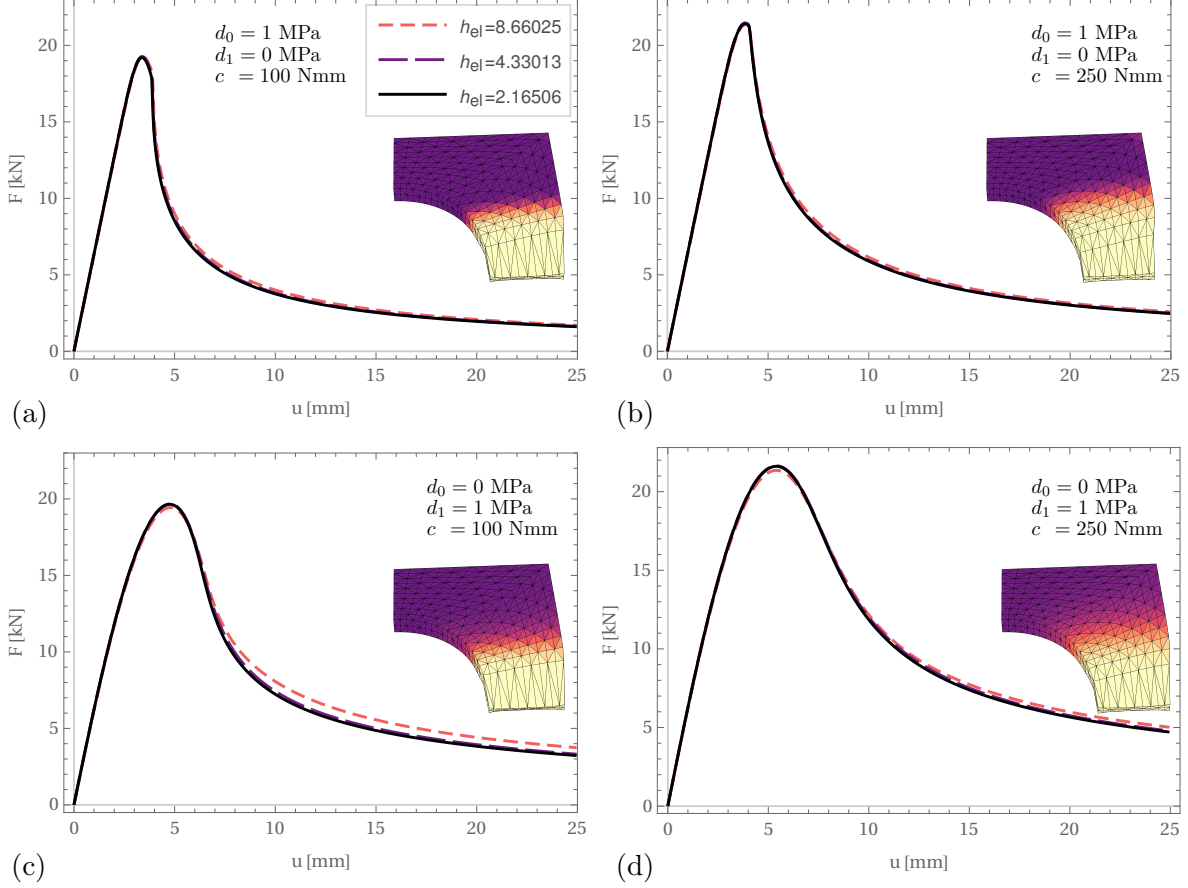 d₀ = 1 MPa
d₁ = 0 MPa
c = 100 Nmm
hel=8.66025
hel=4.33013
hel=2.16506
F [kN]
20
15
10
5
0
0 5 10 15 20 25
u [mm]
(a)
d₀ = 1 MPa
d₁ = 0 MPa
c = 250 Nmm
F [kN]
20
15
10
5
0
0 5 10 15 20 25
u [mm]
(b)
d₀ = 0 MPa
d₁ = 1 MPa
c = 100 Nmm
F [kN]
20
15
10
5
0
0 5 10 15 20 25
u [mm]
(c)
d₀ = 0 MPa
d₁ = 1 MPa
c = 250 Nmm
F [kN]
20
15
10
5
0
0 5 10 15 20 25
u [mm]
(d)